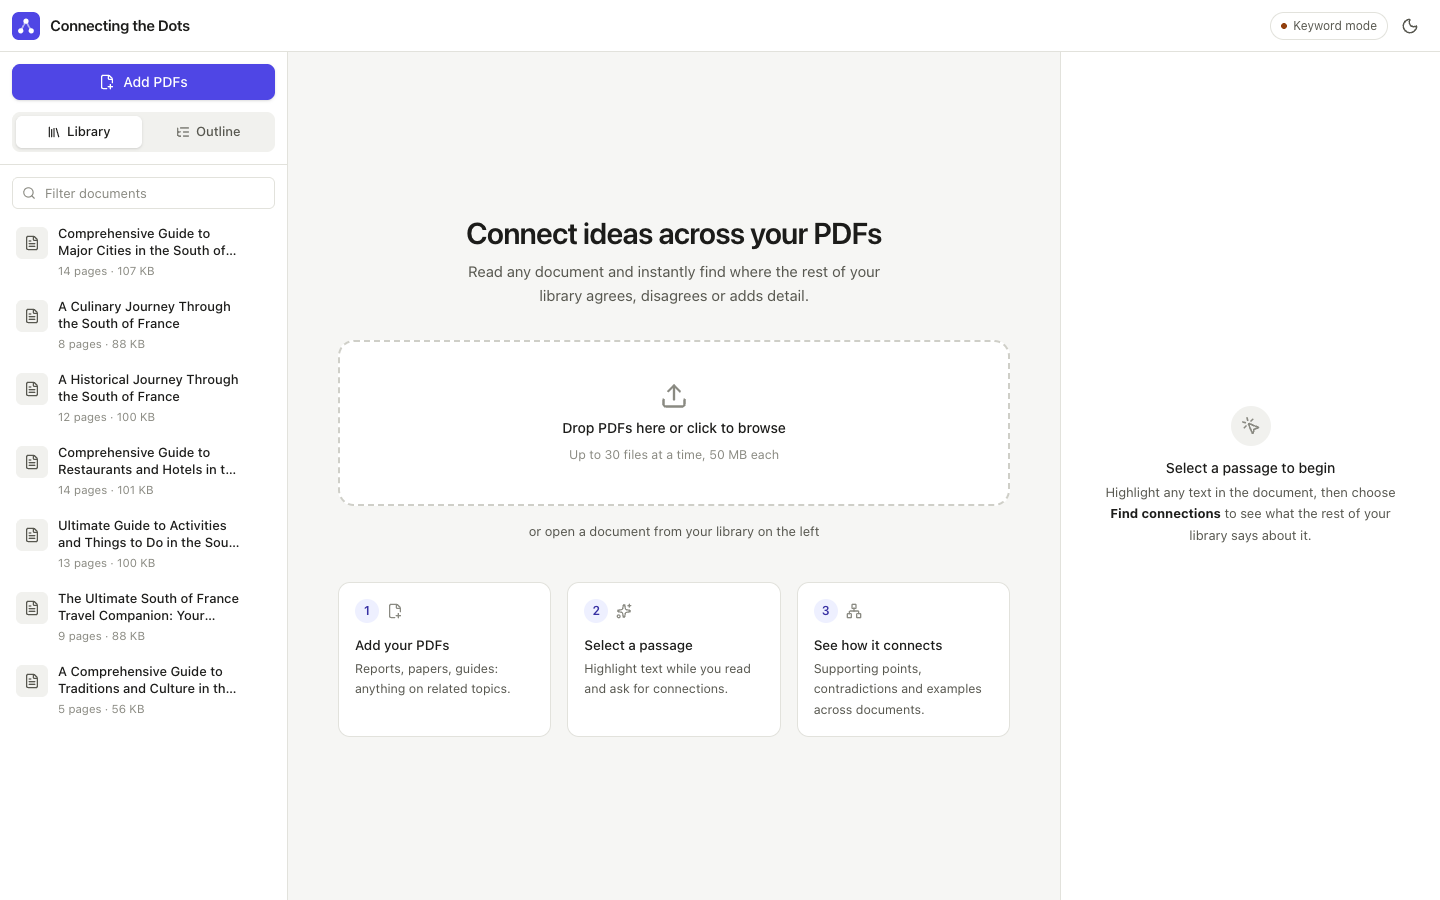 Connecting the Dots
Keyword mode
Add PDFs
Library
Outline
Filter documents
Comprehensive Guide to
Major Cities in the South of...
14 pages · 107 KB
A Culinary Journey Through
the South of France
8 pages · 88 KB
A Historical Journey Through
the South of France
12 pages · 100 KB
Comprehensive Guide to
Restaurants and Hotels in t...
14 pages · 101 KB
Ultimate Guide to Activities
and Things to Do in the Sou...
13 pages · 100 KB
The Ultimate South of France
Travel Companion: Your...
9 pages · 88 KB
A Comprehensive Guide to
Traditions and Culture in th...
5 pages · 56 KB
Connect ideas across your PDFs
Read any document and instantly find where the rest of your
library agrees, disagrees or adds detail.
Drop PDFs here or click to browse
Up to 30 files at a time, 50 MB each
or open a document from your library on the left
1
Add your PDFs
Reports, papers, guides:
anything on related topics.
2
Select a passage
Highlight text while you read
and ask for connections.
3
See how it connects
Supporting points,
contradictions and examples
across documents.
Select a passage to begin
Highlight any text in the document, then choose
Find connections to see what the rest of your
library says about it.